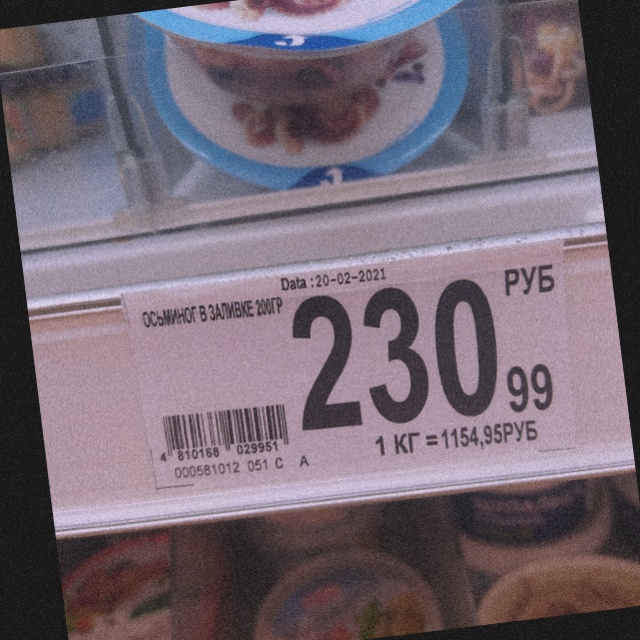 Data :20-02-2021
ОСЬМИНОГ В ЗАЛИВКЕ 200ГР
230 99 РУБ
1 КГ =1154,95РУБ
4 810168 029951
000581012 051 С А